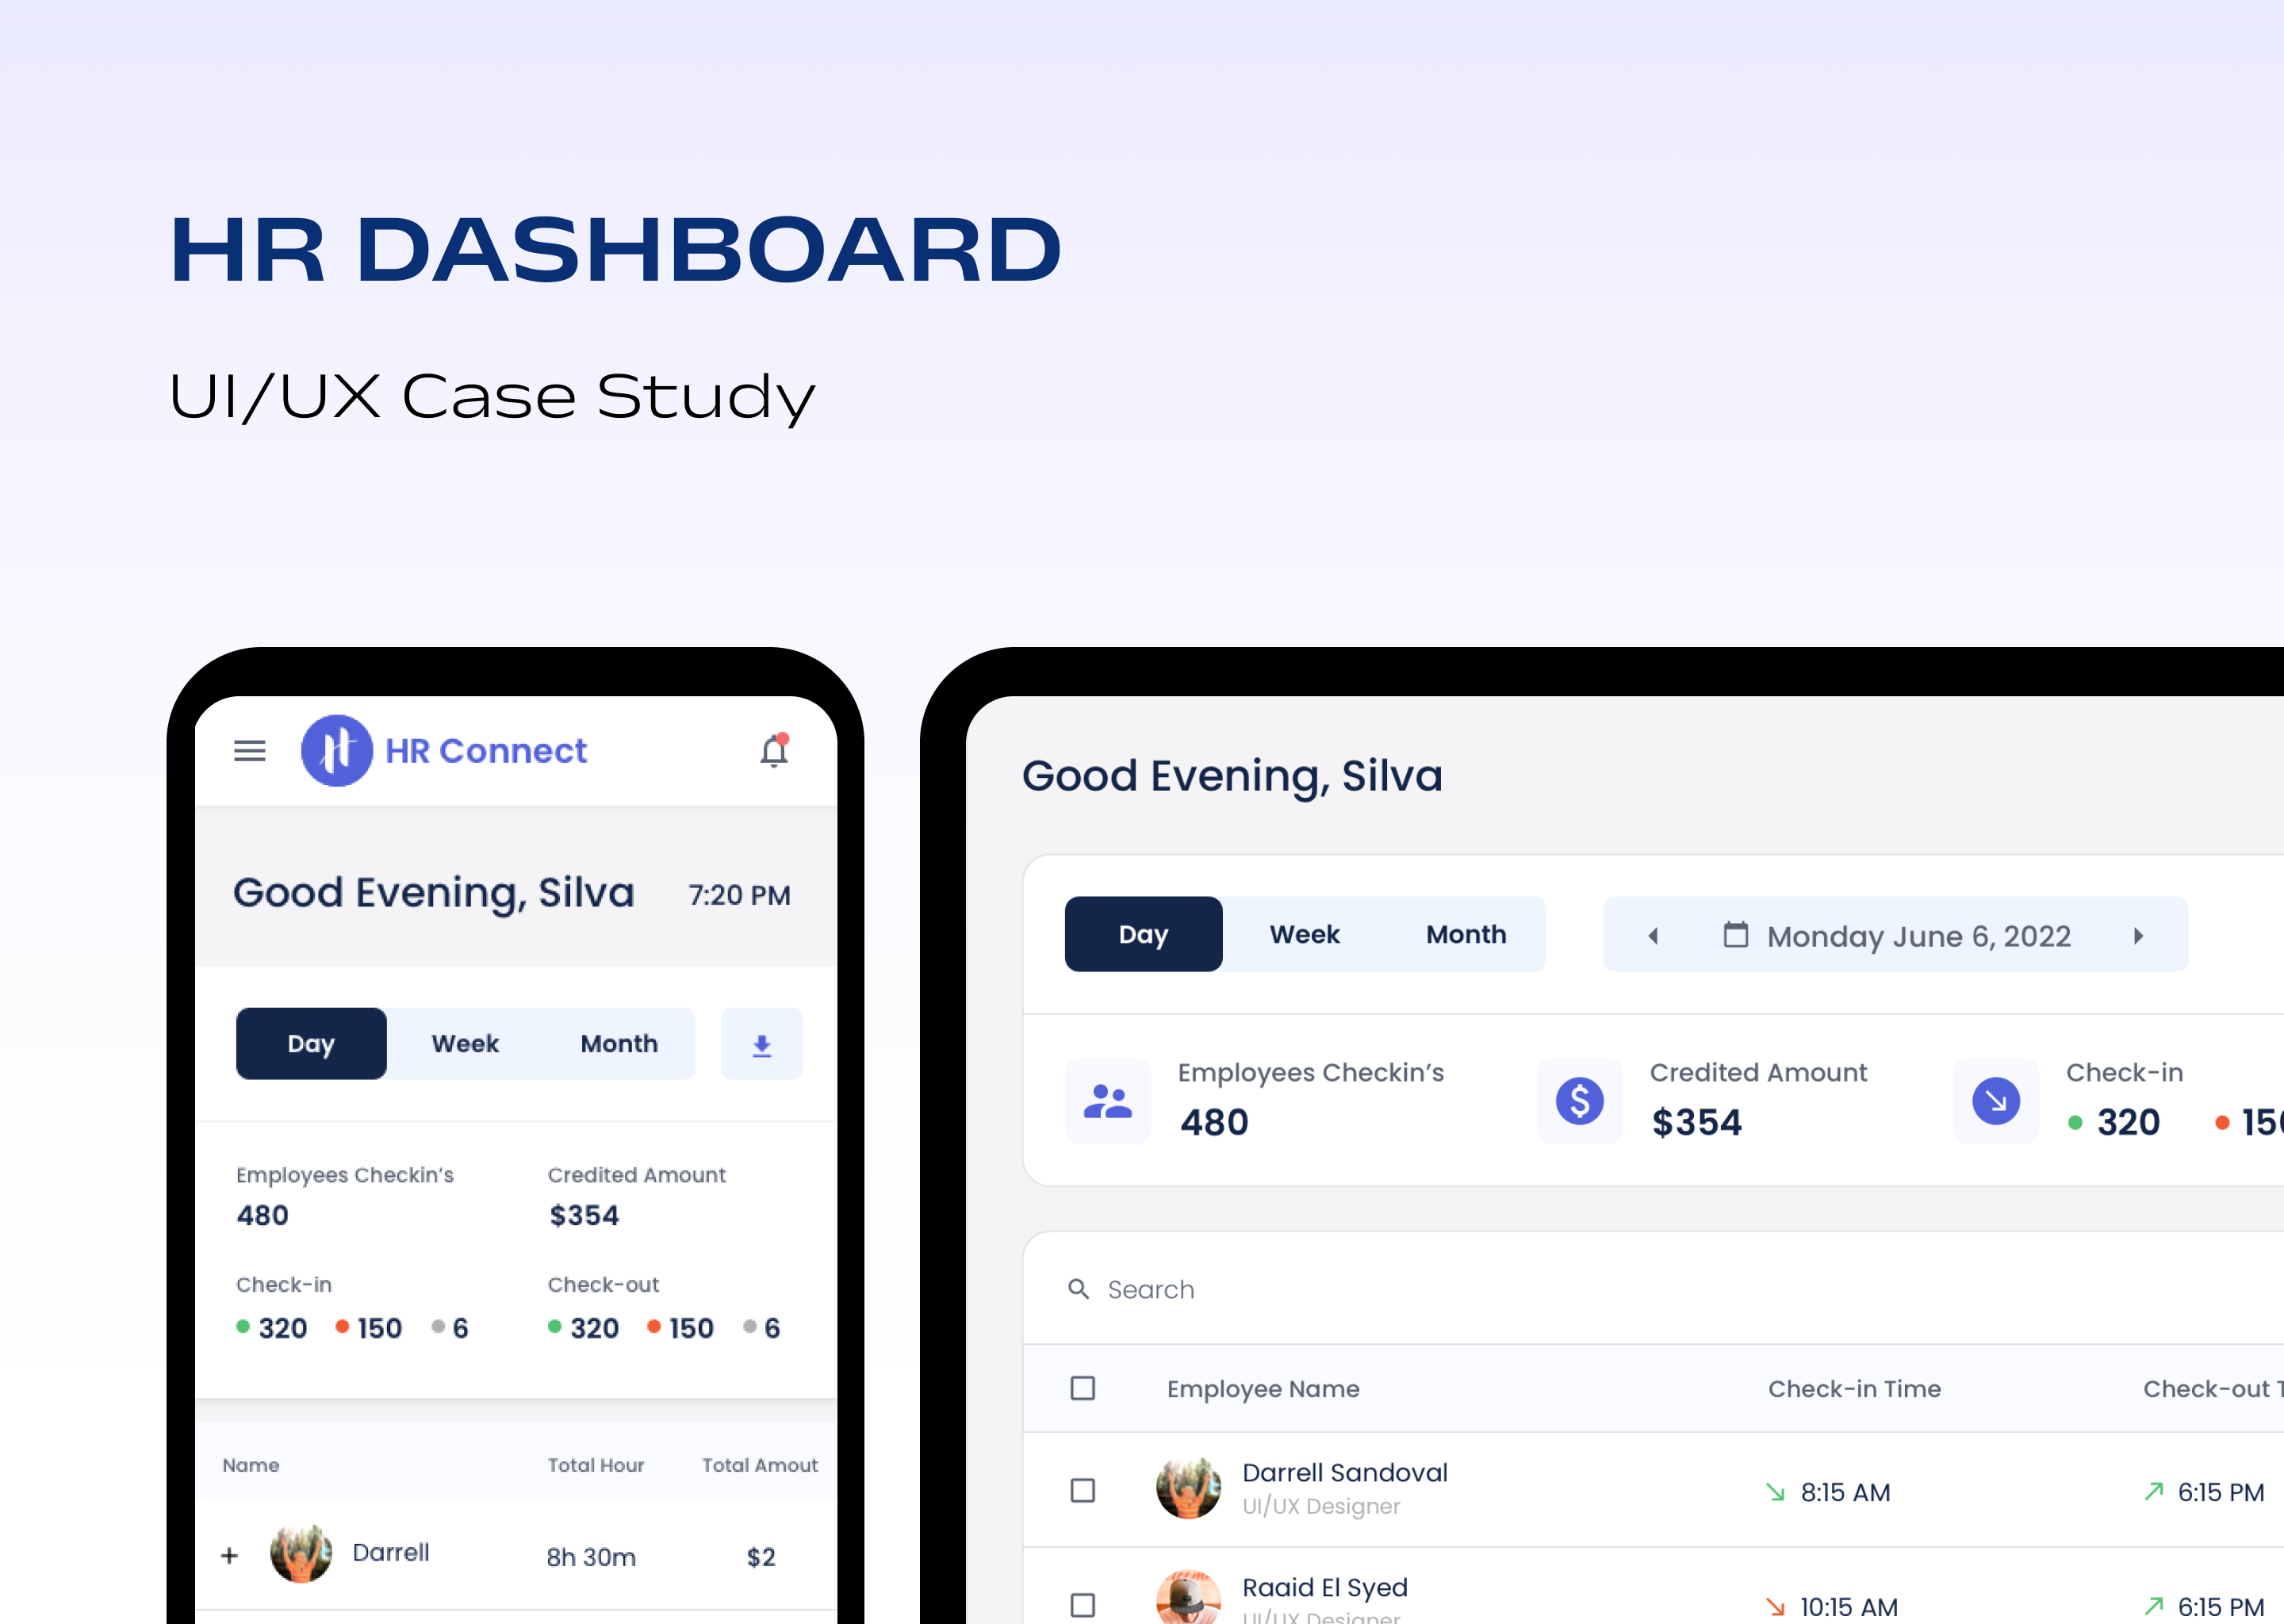 HR DASHBOARD
UI/UX Case Study
HR Connect
Good Evening, Silva 7:20 PM
Day Week Month
Employees Checkin's Credited Amount
480 $354
Check-in Check-out
320 150 6 320 150 6
Name Total Hour Total Amout
Darrell 8h 30m $2
Good Evening, Silva
Day Week Month Monday June 6, 2022
Employees Checkin's Credited Amount Check-in
480 $354 320 150
Search
Employee Name Check-in Time Check-out
Darrell Sandoval
UI/UX Designer
8:15 AM 6:15 PM
Raaid El Syed
UI/UX Designer
10:15 AM 6:15 PM